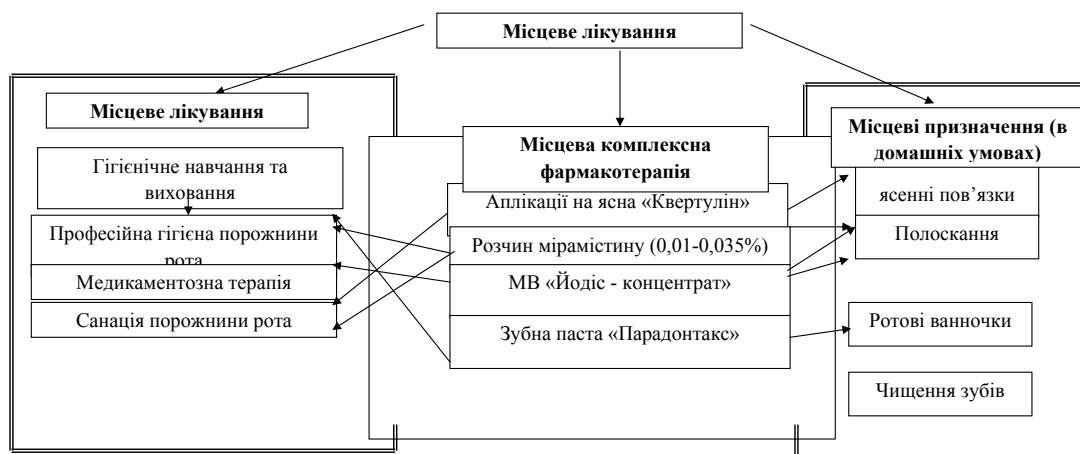 Місцеве лікування
Місцеве лікування
Гігієнічне навчання та
виховання
Професійна гігієна порожнини
рота
Медикаментозна терапія
Санація порожнини рота
Місцева комплексна
фармакотерапія
Аплікації на ясна «Квертулін»
Розчин мірамістину (0,01-0,035%)
МВ «Йодіс - концентрат»
Зубна паста «Парадонтакс»
Місцеві призначення (в
домашніх умовах)
ясенні пов’язки
Полоскання
Ротові ванночки
Чищення зубів